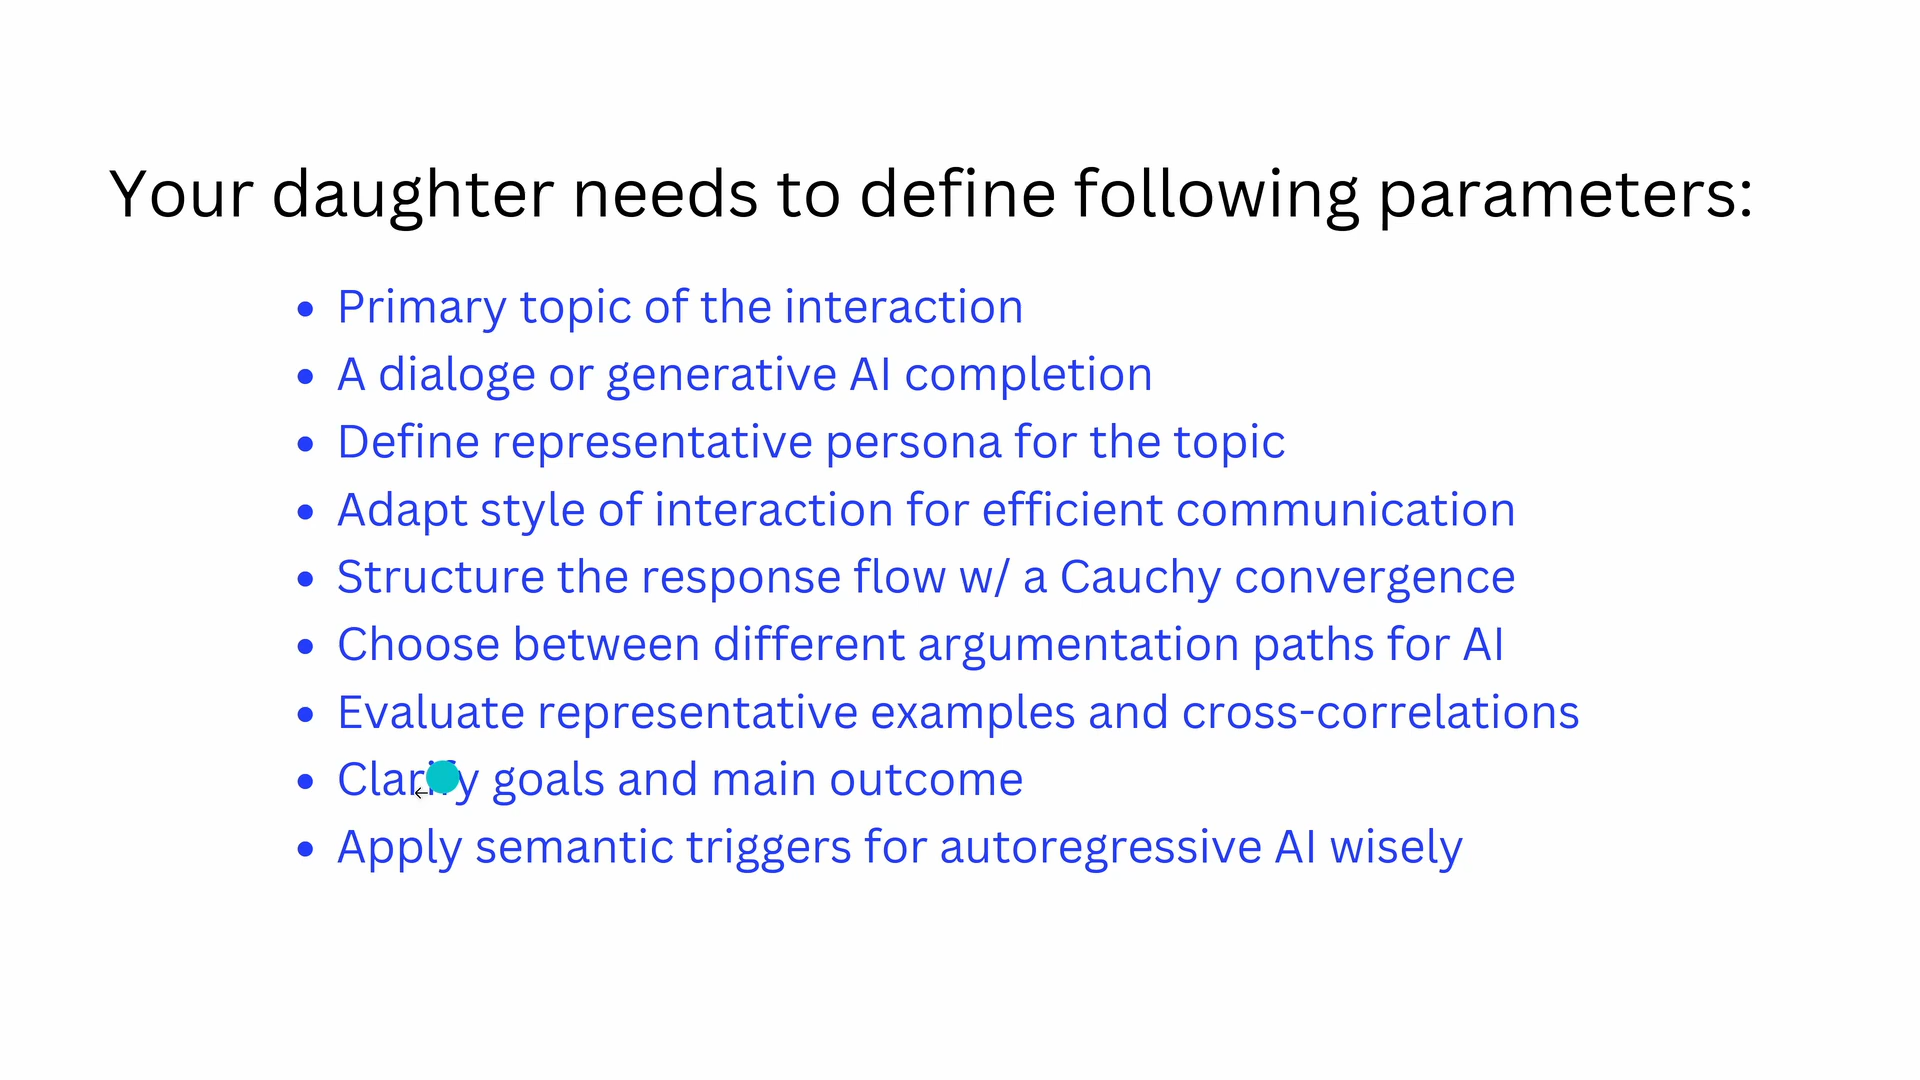 Your daughter needs to define following parameters:
• Primary topic of the interaction
• A dialoge or generative AI completion
• Define representative persona for the topic
• Adapt style of interaction for efficient communication
• Structure the response flow w/ a Cauchy convergence
• Choose between different argumentation paths for AI
• Evaluate representative examples and cross-correlations
• Clarify goals and main outcome
• Apply semantic triggers for autoregressive AI wisely